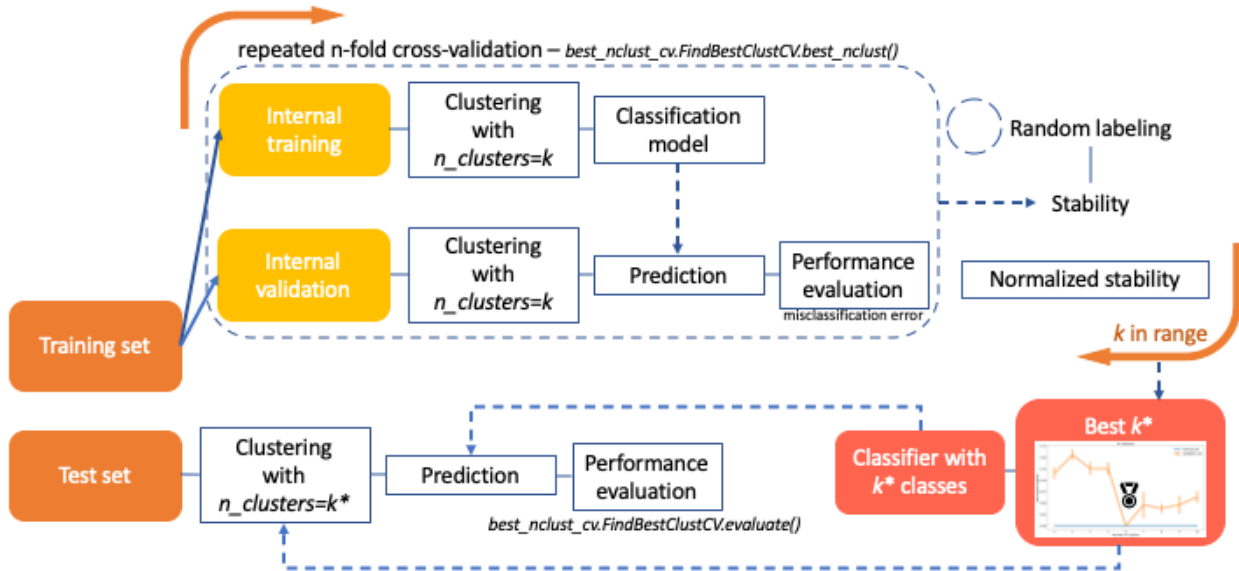 repeated n-fold cross-validation – best_nclust_cv.FindBestClustCV.best_nclust()
Internal
training
Clustering
with
n_clusters=k
Classification
model
Random labeling
Stability
Internal
validation
Clustering
with
n_clusters=k
Prediction
Performance
evaluation
misclassification error
Normalized stability
Training set
k in range
Test set
Clustering
with
n_clusters=k*
Prediction
Performance
evaluation
best_nclust_cv.FindBestClustCV.evaluate()
Classifier with
k* classes
Best k*